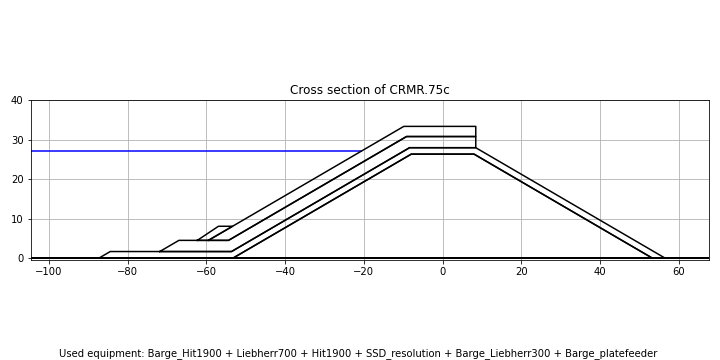 Cross section of CRMR.75c
40
30
20
10
0
−100 −80 −60 −40 −20 0 20 40 60
Used equipment: Barge_Hit1900 + Liebherr700 + Hit1900 + SSD_resolution + Barge_Liebherr300 + Barge_platefeeder